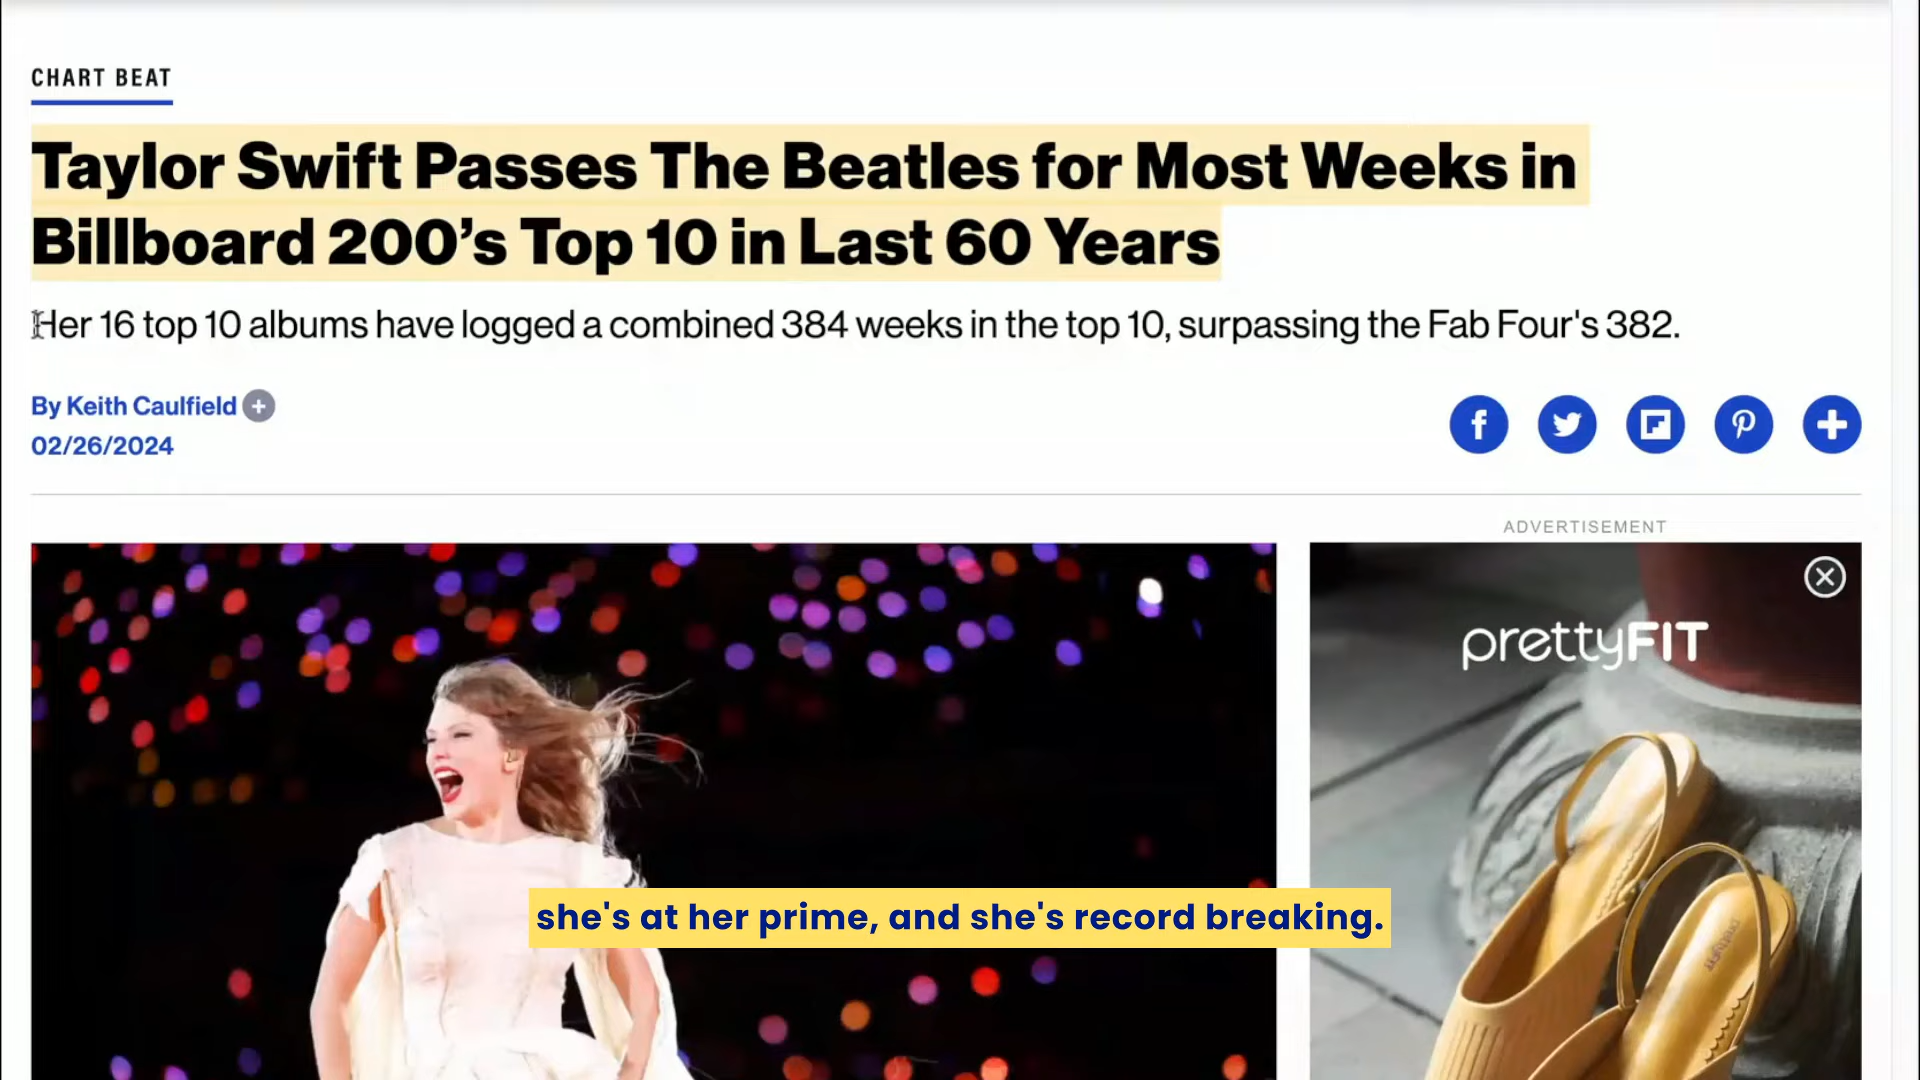 CHART BEAT
Taylor Swift Passes The Beatles for Most Weeks in
Billboard 200’s Top 10 in Last 60 Years
Her 16 top 10 albums have logged a combined 384 weeks in the top 10, surpassing the Fab Four's 382.
By Keith Caulfield
02/26/2024
ADVERTISEMENT
prettyFIT
she's at her prime, and she's record breaking.
prettyFIT